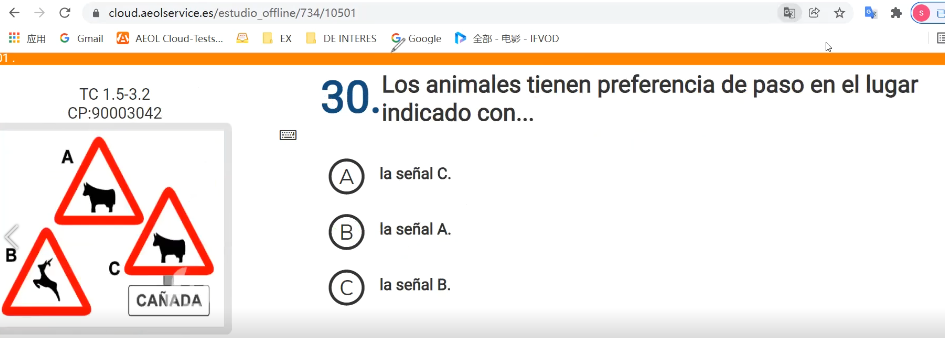 cloud.aeolservice.es/estudio_offline/734/10501
应用 Gmail AEOL Cloud-Tests... EX DE INTERES Google 全部 - 电影 - IFVOD
01 .
TC 1.5-3.2
CP:90003042
30. Los animales tienen preferencia de paso en el lugar
indicado con...
A
B
C
CAÑADA
A la señal C.
B la señal A.
C la señal B.